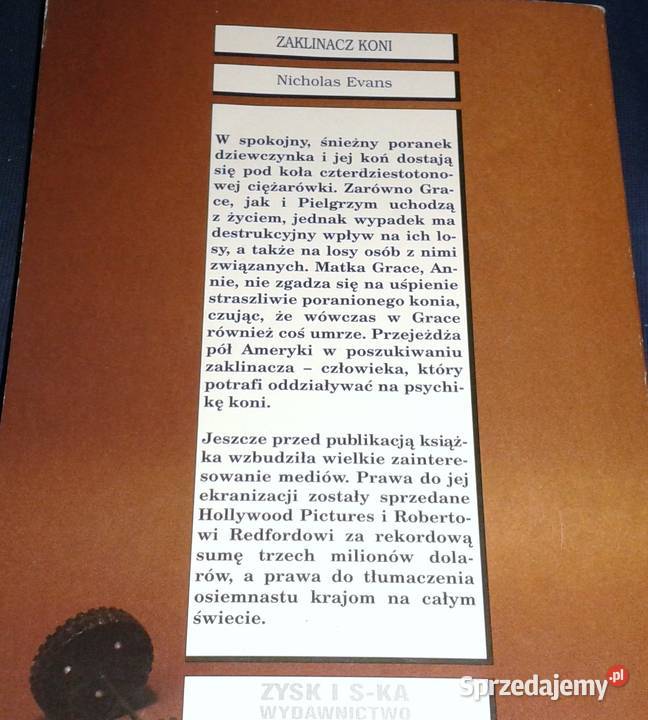 ZAKLINACZ KONI
Nicholas Evans
W spokojny, śnieżny poranek
dziewczynka i jej koń dostają
się pod koła czterdziestotono-
wej ciężarówki. Zarówno Gra-
ce, jak i Pielgrzym uchodzą
z życiem, jednak wypadek ma
destrukcyjny wpływ na ich lo-
sy, a także na losy osób z nimi
związanych. Matka Grace, An-
nie, nie zgadza się na uśpienie
straszliwie poranionego konia,
czując, że wówczas w Grace
również coś umrze. Przejeżdża
pół Ameryki w poszukiwaniu
zaklinacza – człowieka, który
potrafi oddziaływać na psychi-
kę koni.
Jeszcze przed publikacją książ-
ka wzbudziła wielkie zaintere-
sowanie mediów. Prawa do jej
ekranizacji zostały sprzedane
Hollywood Pictures i Roberto-
wi Redfordowi za rekordową
sumę trzech milionów dola-
rów, a prawa do tłumaczenia
osiemnastu krajom na całym
świecie.
ZYSK I S-KA
WYDAWNICTWO
Sprzedajemy.pl